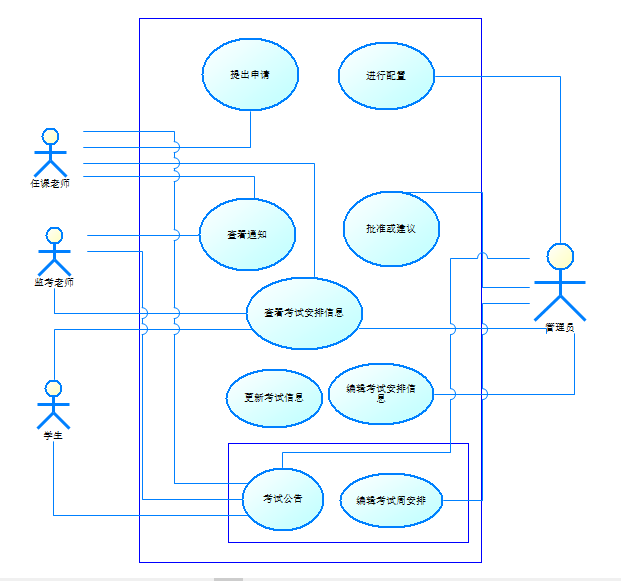 提出申请
进行配置
任课老师
查看通知
批准或建议
监考老师
查看考试安排信息
管理员
更新考试信息
编辑考试安排信
息
学生
考试公告
编辑考试周安排